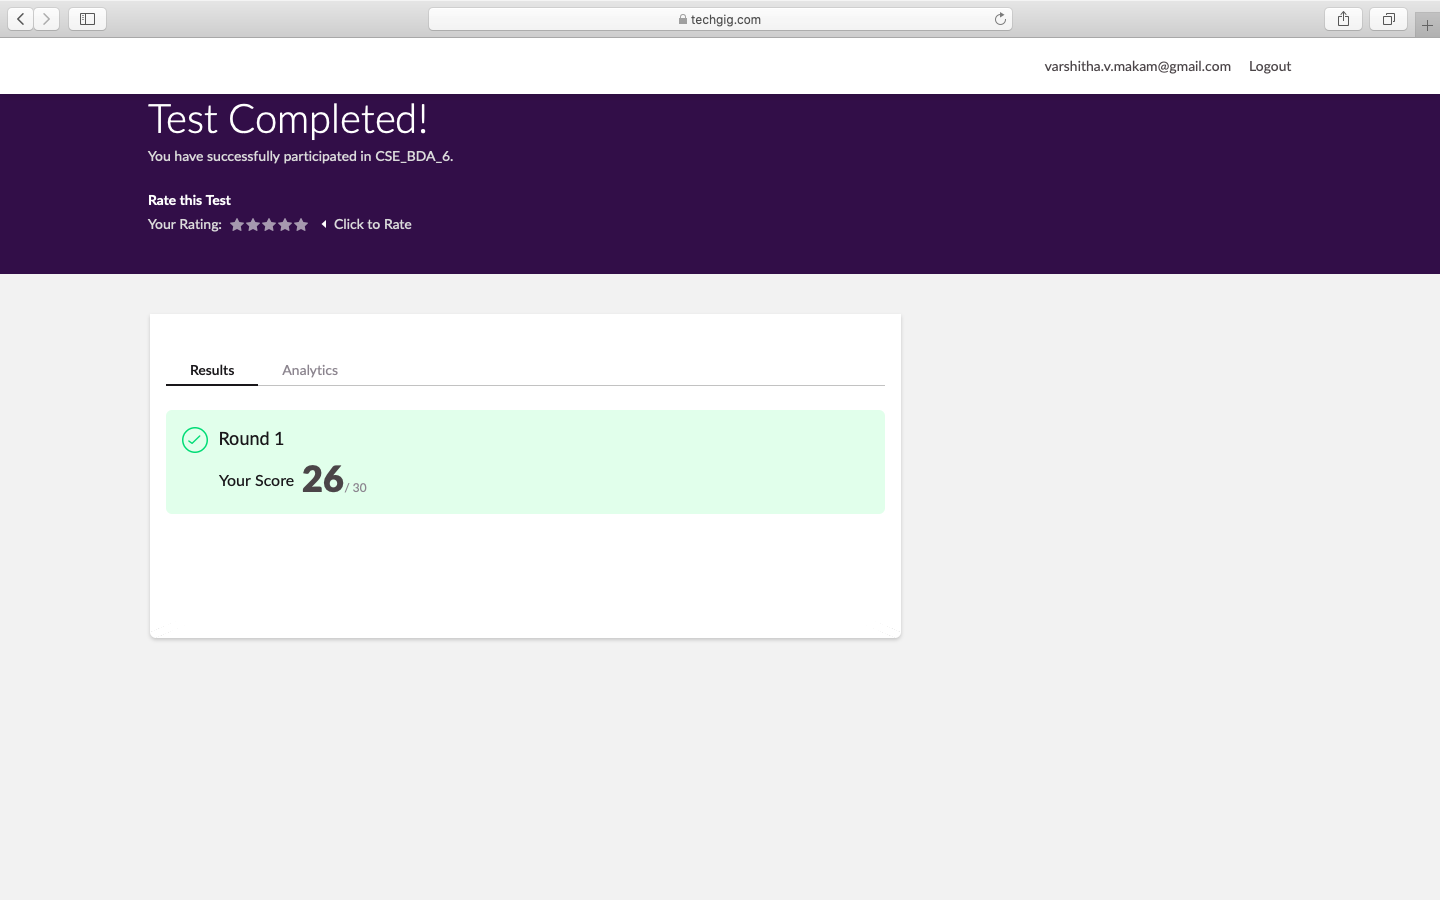 techgig.com
varshitha.v.makam@gmail.com Logout
Test Completed!
You have successfully participated in CSE_BDA_6.
Rate this Test
Your Rating: Click to Rate
Results Analytics
Round 1
Your Score 26 / 30